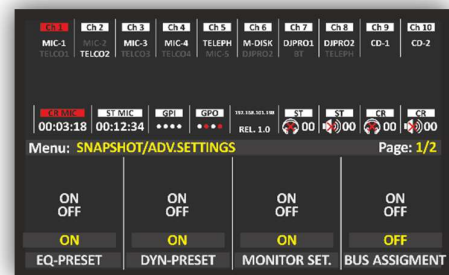 Ch 1 Ch 2 Ch 3 Ch 4 Ch 5 Ch 6 Ch 7 Ch 8 Ch 9 Ch 10
MIC-1 MIC-2 MIC-3 MIC-4 TELEPH M-DISK DJPRO1 DJPRO2 CD-1 CD-2
TELCO1 TELCO2 TELCO3 TELCO4 MIC-5 DJPRO2 BT TELEPH
CR MIC ST MIC GPI GPO 192.168.101.108 ST ST CR CR
00:03:18 00:12:34 REL. 1.0 00 00 00 00
Menu: SNAPSHOT/ADV.SETTINGS Page: 1/2
ON ON ON ON
OFF OFF OFF OFF
ON ON ON OFF
EQ-PRESET DYN-PRESET MONITOR SET. BUS ASSIGMENT